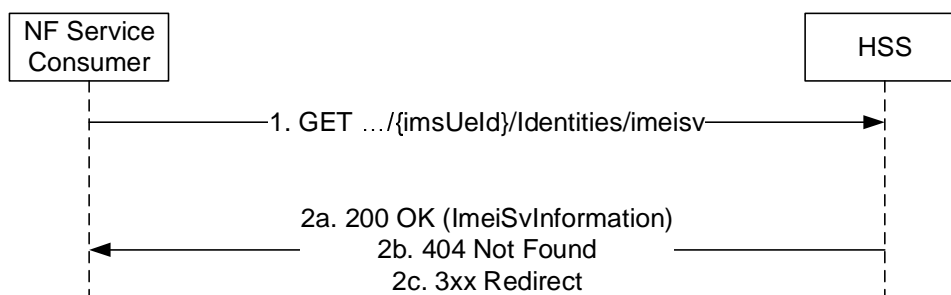 NF Service
Consumer
HSS
1. GET …/{imsUeId}/Identities/imeisv
2a. 200 OK (ImeiSvInformation)
2b. 404 Not Found
2c. 3xx Redirect